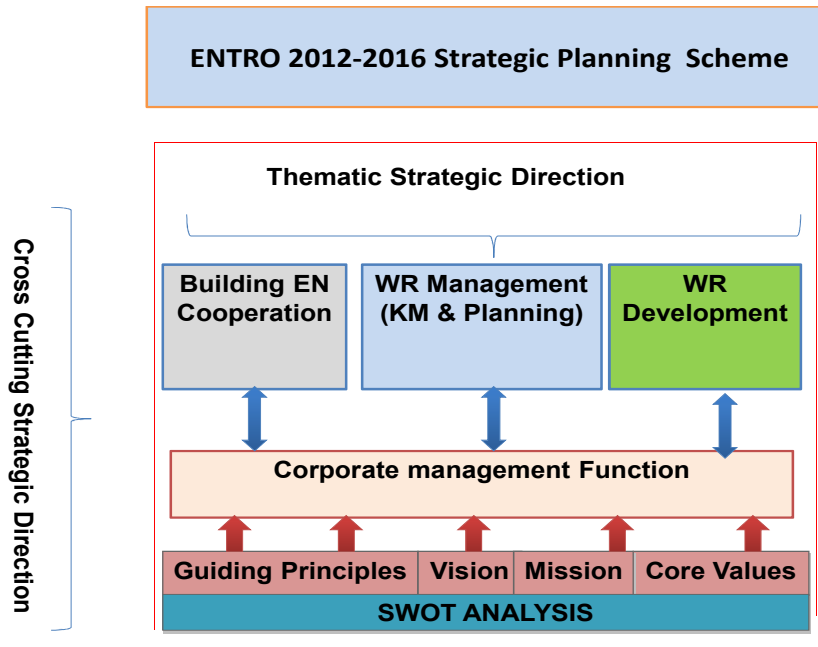 ENTRO 2012-2016 Strategic Planning Scheme
Thematic Strategic Direction
Cross Cutting Strategic Direction
Building EN
Cooperation
WR Management
(KM & Planning)
WR
Development
Corporate management Function
Guiding Principles
Vision
Mission
Core Values
SWOT ANALYSIS